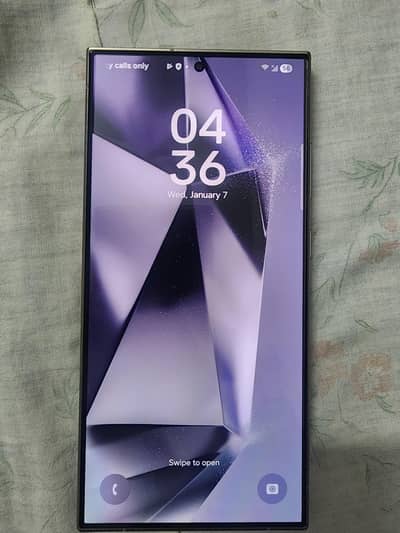 y calls only
04
36
Wed, January 7
Swipe to open